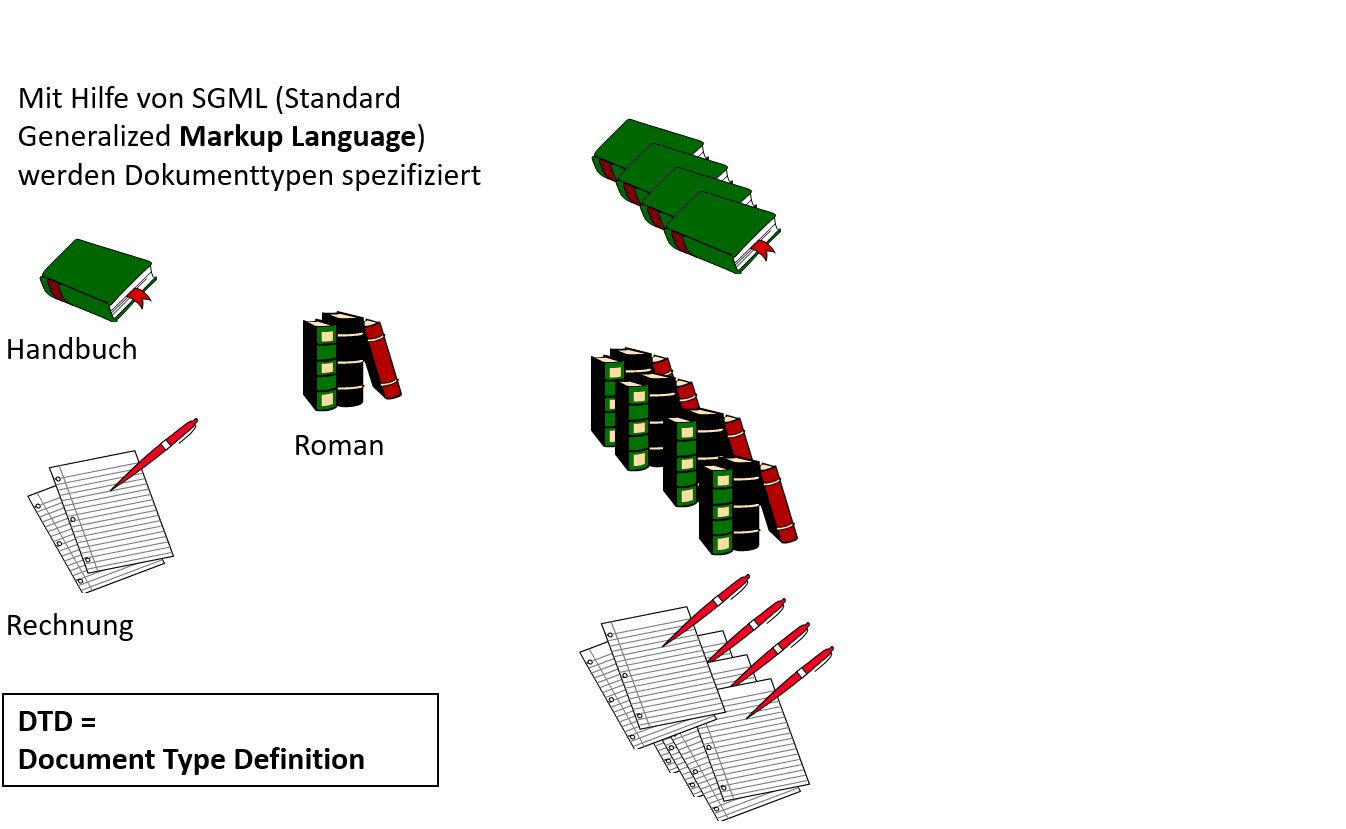 Mit Hilfe von SGML (Standard
Generalized Markup Language)
werden Dokumenttypen spezifiziert
Handbuch
Roman
Rechnung
DTD =
Document Type Definition